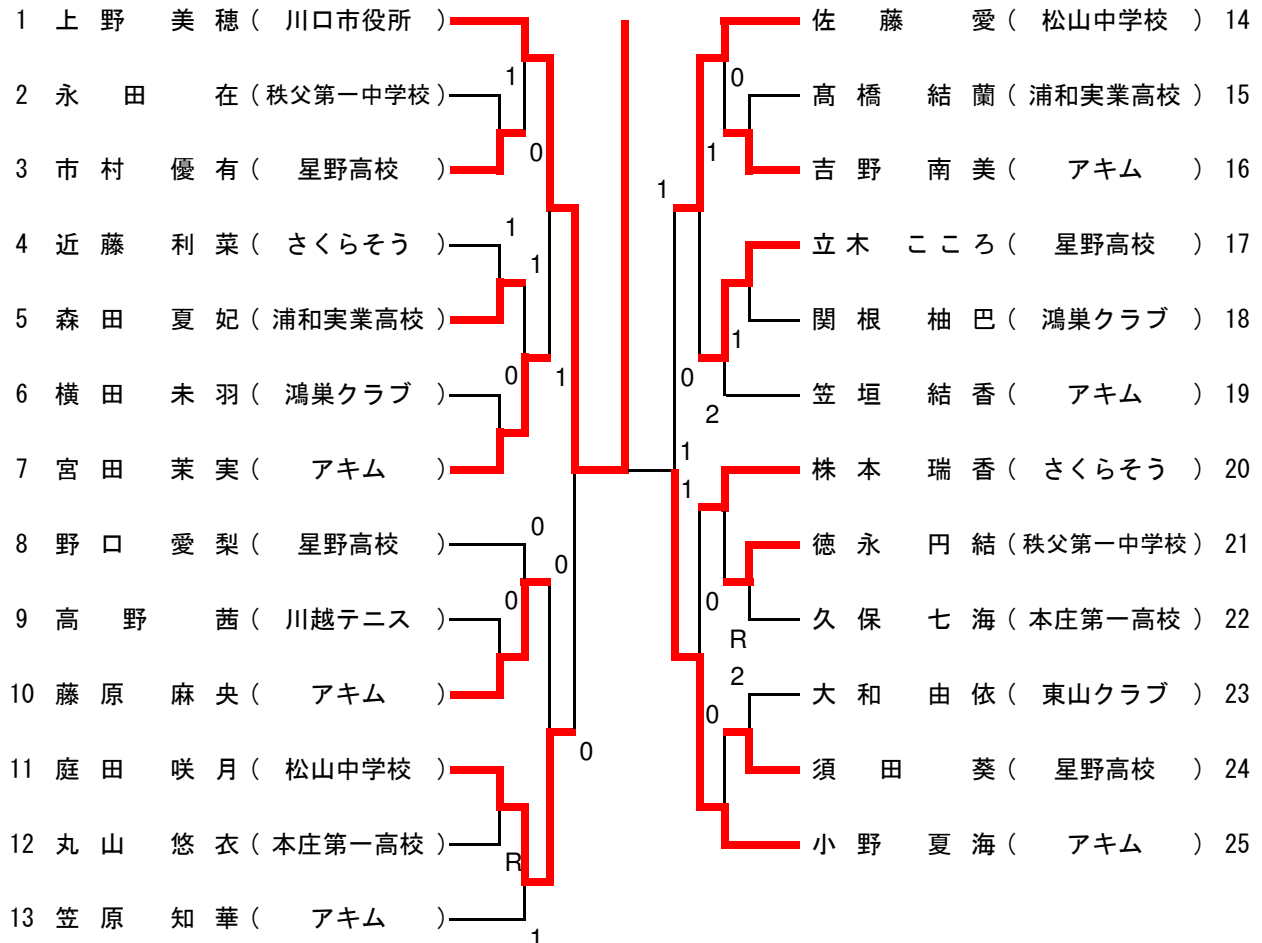 1 上野 美穂 ( 川口市役所 )
2 永田 在 ( 秩父第一中学校 )
3 市村 優有 ( 星野高校 )
4 近藤 利菜 ( さくらそう )
5 森田 夏妃 ( 浦和実業高校 )
6 横田 未羽 ( 鴻巣クラブ )
7 宮田 茉実 ( アキム )
8 野口 愛梨 ( 星野高校 )
9 高野 茜 ( 川越テニス )
10 藤原 麻央 ( アキム )
11 庭田 咲月 ( 松山中学校 )
12 丸山 悠衣 ( 本庄第一高校 )
13 笠原 知華 ( アキム )
1
0
1
1
0
1
0
0
0
0
R
1
佐藤 愛 ( 松山中学校 ) 14
髙橋 結蘭 ( 浦和実業高校 ) 15
吉野 南美 ( アキム ) 16
立木 こころ ( 星野高校 ) 17
関根 柚巴 ( 鴻巣クラブ ) 18
笠垣 結香 ( アキム ) 19
株本 瑞香 ( さくらそう ) 20
徳永 円結 ( 秩父第一中学校 ) 21
久保 七海 ( 本庄第一高校 ) 22
大和 由依 ( 東山クラブ ) 23
須田 葵 ( 星野高校 ) 24
小野 夏海 ( アキム ) 25
0
1
1
1
0
2
1
1
0
R
2
0